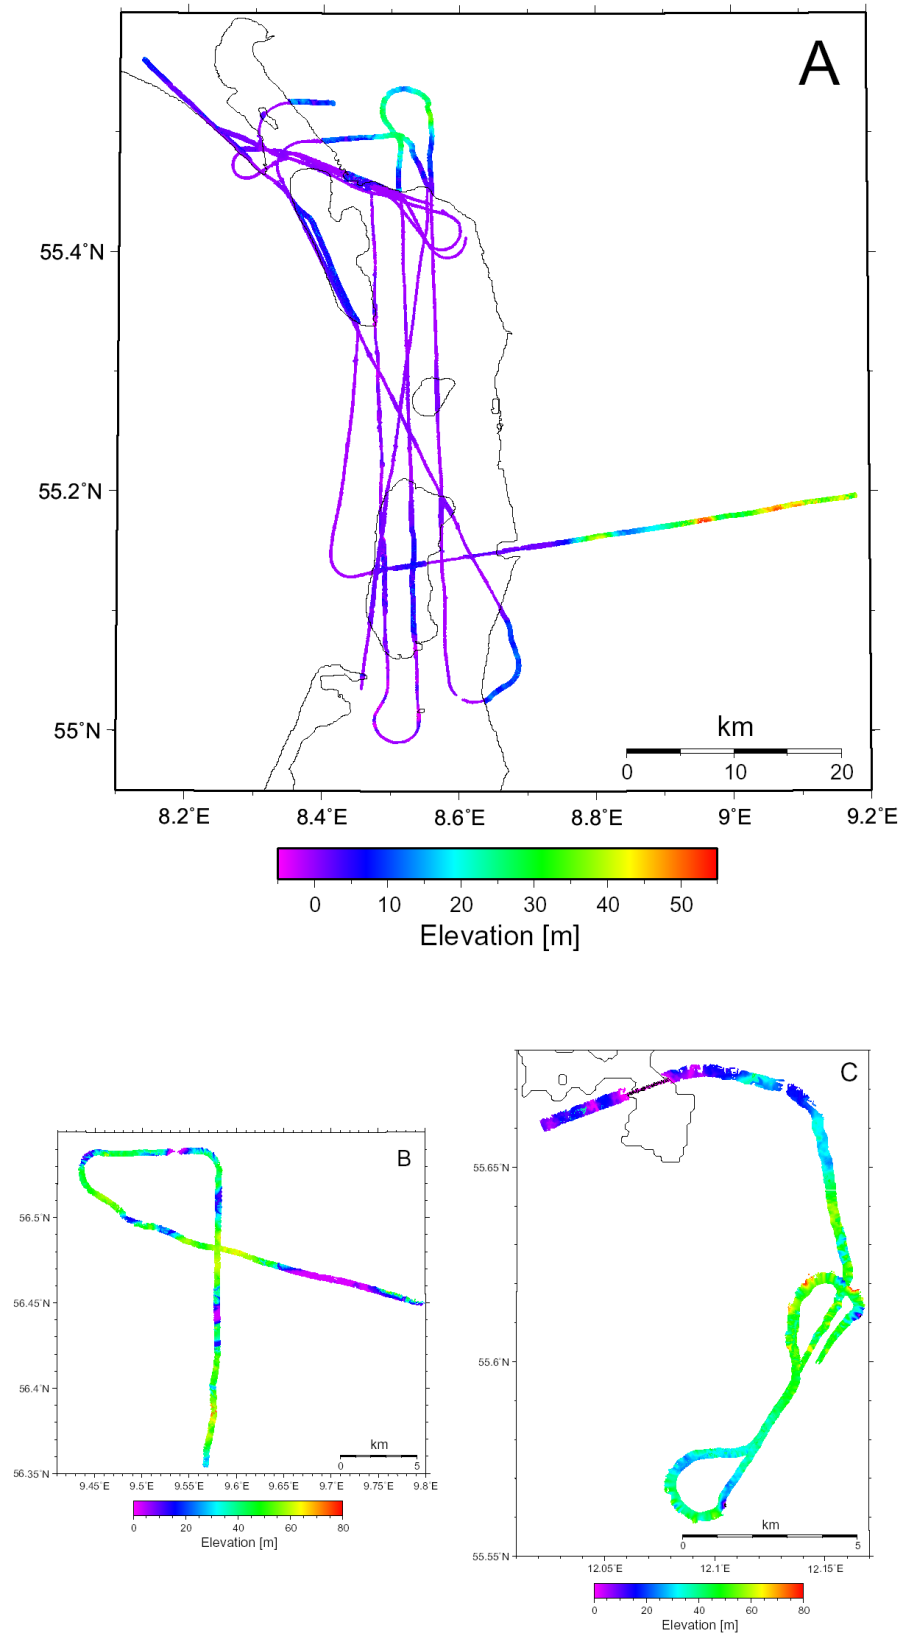 A
55.4˚N
55.2˚N
55˚N
km
0 10 20
8.2˚E 8.4˚E 8.6˚E 8.8˚E 9˚E 9.2˚E
0 10 20 30 40 50
Elevation [m]
B
56.5˚N
56.45˚N
56.4˚N
56.35˚N
km
0 5
9.45˚E 9.5˚E 9.55˚E 9.6˚E 9.65˚E 9.7˚E 9.75˚E 9.8˚E
0 20 40 60 80
Elevation [m]
C
55.65˚N
55.6˚N
55.55˚N
km
0 5
12.05˚E 12.1˚E 12.15˚E
0 20 40 60 80
Elevation [m]